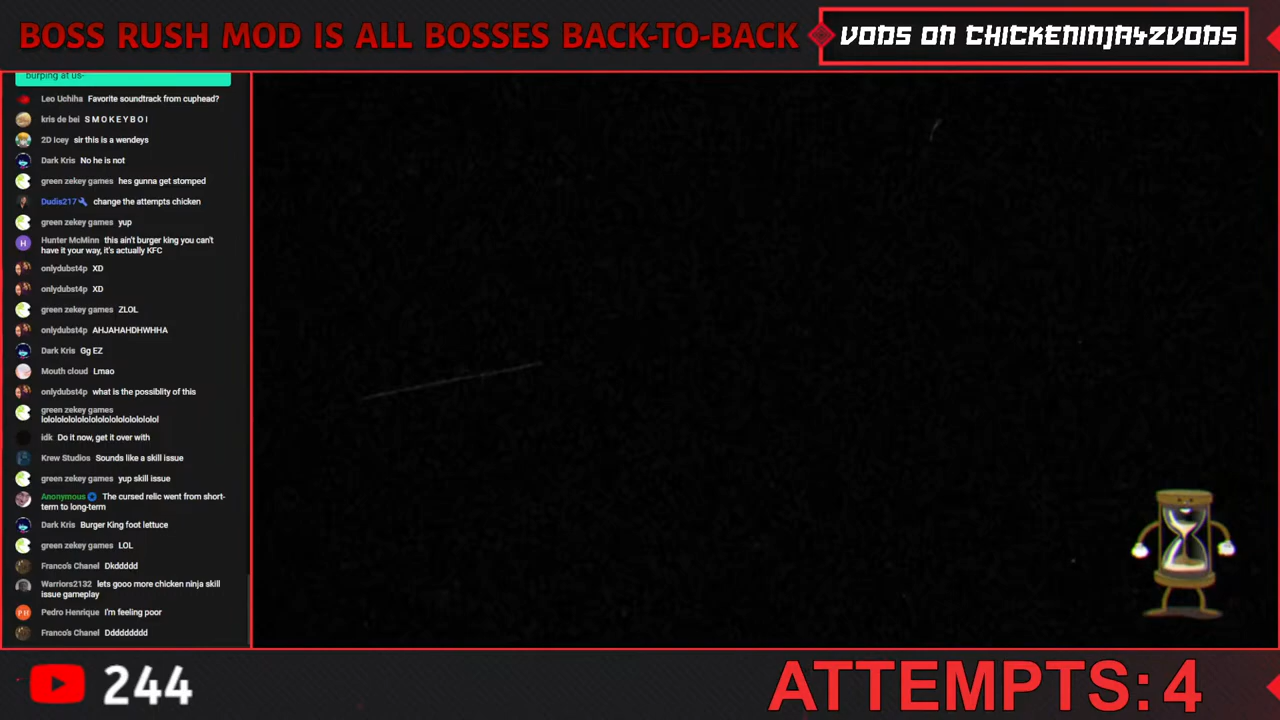 BOSS RUSH MOD IS ALL BOSSES BACK-TO-BACK
VODS ON CHICKENINJA42VODS
burping at us-
Leo Uchiha Favorite soundtrack from cuphead?
kris de bei S M O K E Y B O I
2D Icey sir this is a wendeys
Dark Kris No he is not
green zekey games hes gunna get stomped
Dudis217 change the attempts chicken
green zekey games yup
Hunter McMinn this ain't burger king you can't
have it your way, it's actually KFC
onlydubst4p XD
onlydubst4p XD
green zekey games ZLOL
onlydubst4p AHJAHAHDHWHHA
Dark Kris Gg EZ
Mouth cloud Lmao
onlydubst4p what is the possiblity of this
green zekey games
lolololololololololololololololol
idk Do it now, get it over with
Krew Studios Sounds like a skill issue
green zekey games yup skill issue
Anonymous The cursed relic went from short-
term to long-term
Dark Kris Burger King foot lettuce
green zekey games LOL
Franco's Chanel Dkddddd
Warriors2132 lets gooo more chicken ninja skill
issue gameplay
PH Pedro Henrique I'm feeling poor
Franco's Chanel Ddddddddd
244
ATTEMPTS: 4